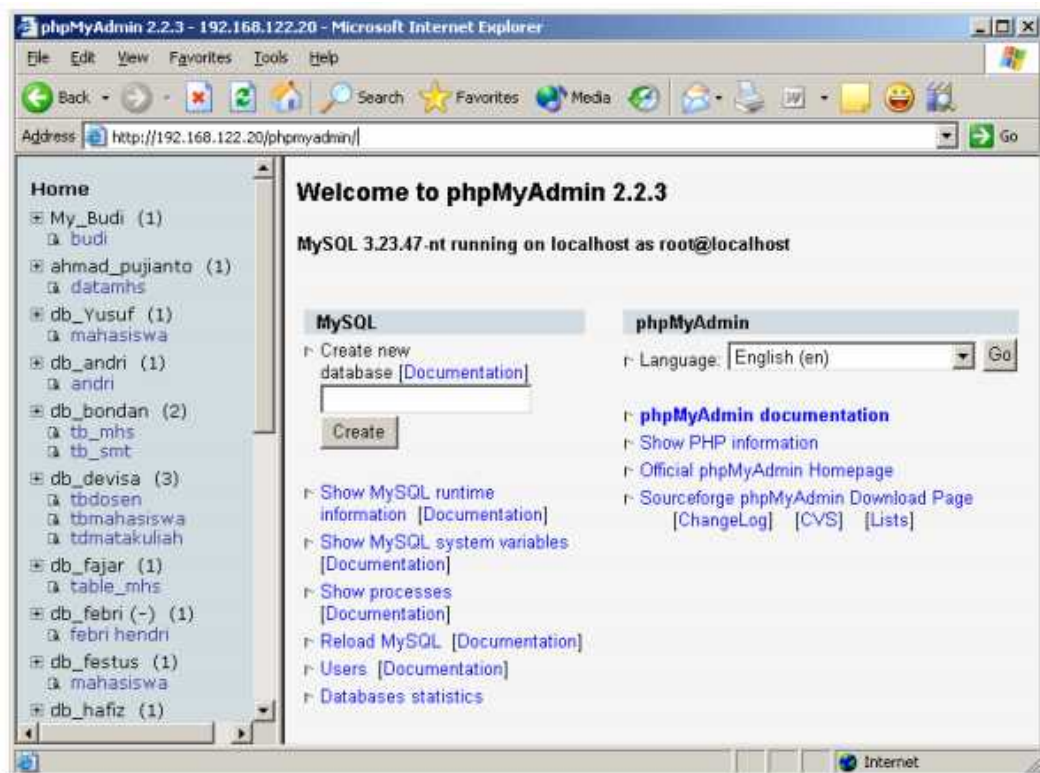 phpMyAdmin 2.2.3 - 192.168.122.20 - Microsoft Internet Explorer
File Edit View Favorites Tools Help
Back Search Favorites Media
Address http://192.168.122.20/phpmyadmin/ Go
Home
My_Budi (1)
budi
ahmad_pujianto (1)
datamhs
db_Yusuf (1)
mahasiswa
db_andri (1)
andri
db_bondan (2)
tb_mhs
tb_smt
db_devisa (3)
tbdosen
tbmahasiswa
tdmatakuliah
db_fajar (1)
table_mhs
db_febri (-) (1)
febri hendri
db_festus (1)
mahasiswa
db_hafiz (1)
Welcome to phpMyAdmin 2.2.3
MySQL 3.23.47-nt running on localhost as root@localhost
MySQL
Create new
database [Documentation]
Create
Show MySQL runtime
information [Documentation]
Show MySQL system variables
[Documentation]
Show processes
[Documentation]
Reload MySQL [Documentation]
Users [Documentation]
Databases statistics
phpMyAdmin
Language: English (en) Go
phpMyAdmin documentation
Show PHP information
Official phpMyAdmin Homepage
Sourceforge phpMyAdmin Download Page
[ChangeLog] [CVS] [Lists]
Internet